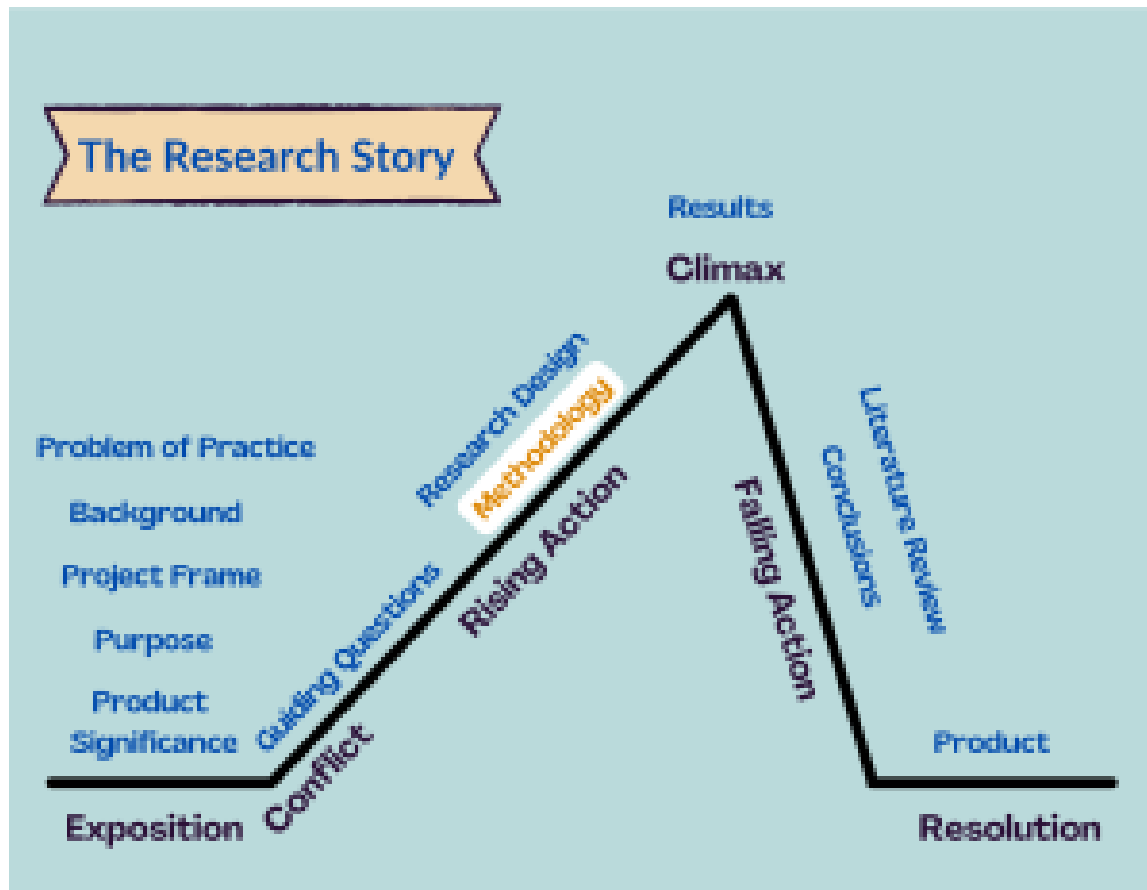 The Research Story
Results
Climax
Research Design
Methodology
Rising Action
Guiding Questions
Conflict
Problem of Practice
Background
Project Frame
Purpose
Product
Significance
Exposition
Falling Action
Conclusions
Literature Review
Product
Resolution